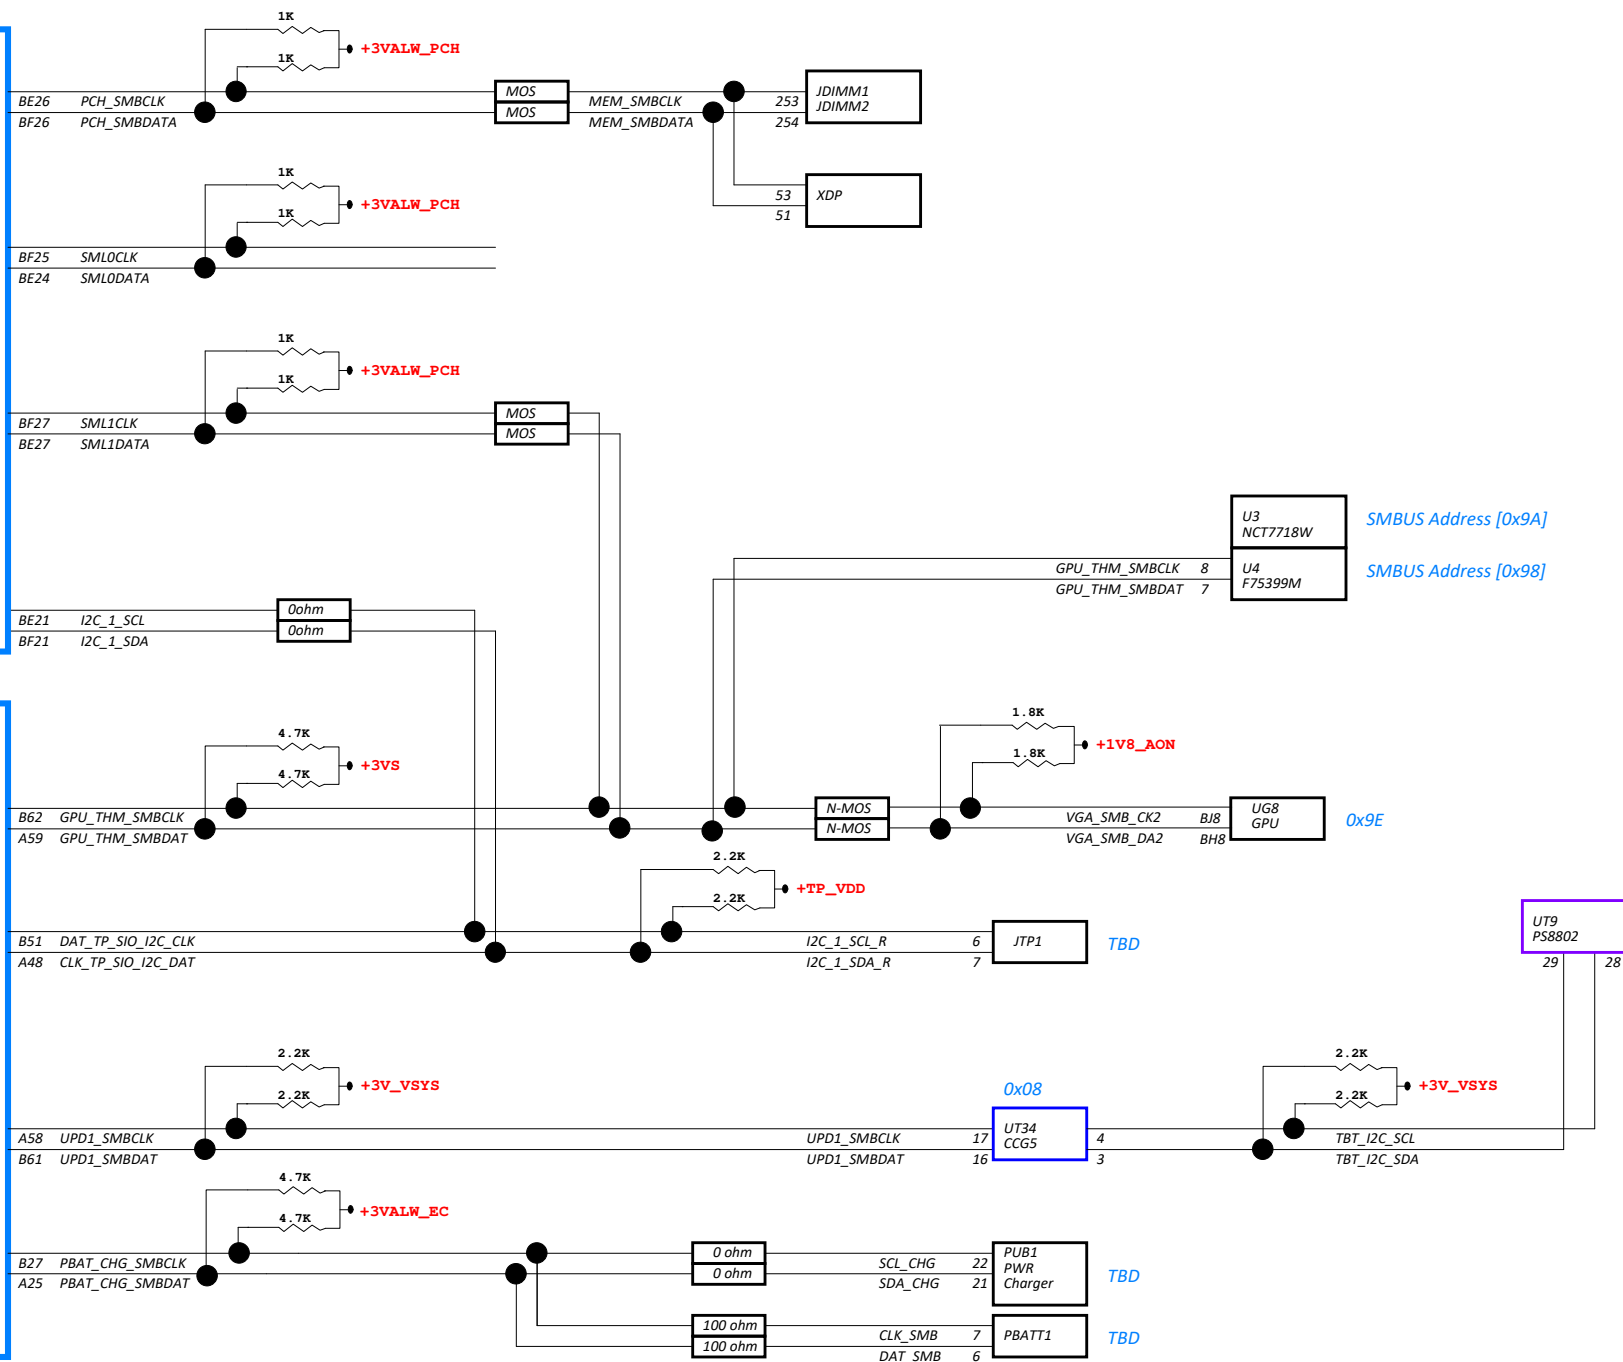 1K
+3VALW_PCH
1K
BE26 PCH_SMBCLK
BF26 PCH_SMBDATA
MOS
MOS
MEM_SMBCLK 253
MEM_SMBDATA 254
JDIMM1
JDIMM2
53 XDP
51
1K
+3VALW_PCH
1K
BF25 SML0CLK
BE24 SML0DATA
1K
+3VALW_PCH
1K
BF27 SML1CLK
BE27 SML1DATA
MOS
MOS
U3
NCT7718W
SMBUS Address [0x9A]
GPU_THM_SMBCLK 8
GPU_THM_SMBDAT 7
U4
F75399M
SMBUS Address [0x98]
BE21 I2C_1_SCL
BF21 I2C_1_SDA
0ohm
0ohm
4.7K
+3VS
4.7K
B62 GPU_THM_SMBCLK
A59 GPU_THM_SMBDAT
N-MOS
N-MOS
1.8K
+1V8_AON
1.8K
VGA_SMB_CK2 BJ8
VGA_SMB_DA2 BH8
UG8
GPU
0x9E
2.2K
+TP_VDD
2.2K
B51 DAT_TP_SIO_I2C_CLK
A48 CLK_TP_SIO_I2C_DAT
I2C_1_SCL_R 6
I2C_1_SDA_R 7
JTP1
TBD
UT9
PS8802
29 28
2.2K
+3V_VSYS
2.2K
A58 UPD1_SMBCLK
B61 UPD1_SMBDAT
UPD1_SMBCLK 17
UPD1_SMBDAT 16
0x08
UT34
CCG5
4
3
2.2K
+3V_VSYS
2.2K
TBT_I2C_SCL
TBT_I2C_SDA
4.7K
+3VALW_EC
4.7K
B27 PBAT_CHG_SMBCLK
A25 PBAT_CHG_SMBDAT
0 ohm
0 ohm
SCL_CHG 22
SDA_CHG 21
PUB1
PWR
Charger
TBD
100 ohm
100 ohm
CLK_SMB 7
DAT_SMB 6
PBATT1
TBD